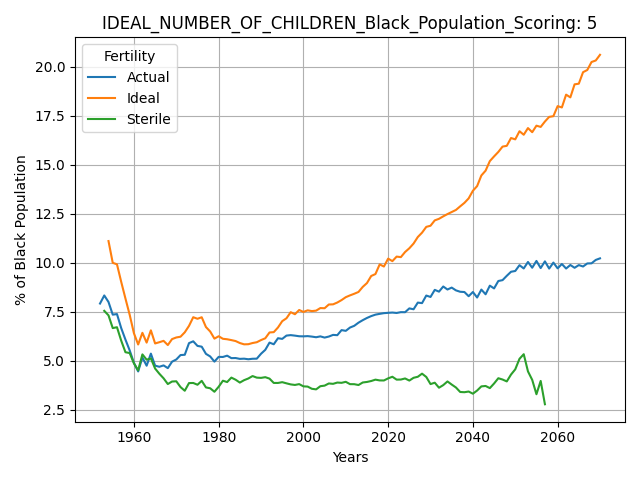 IDEAL_NUMBER_OF_CHILDREN_Black_Population_Scoring: 5
Fertility
Actual
Ideal
Sterile
% of Black Population
20.0
17.5
15.0
12.5
10.0
7.5
5.0
2.5
1960
1980
2000
2020
2040
2060
Years